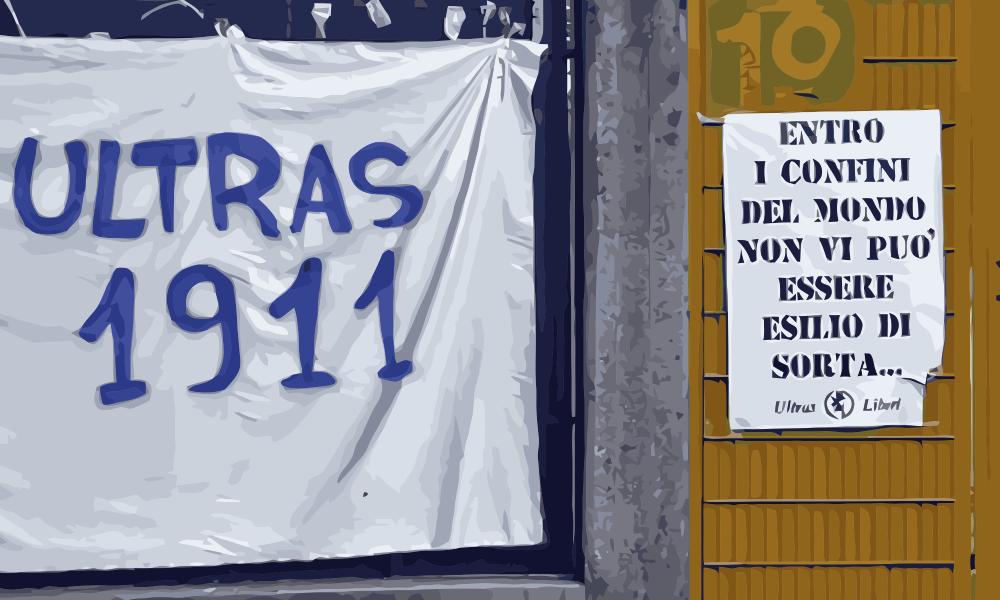 ULTRAS
1911
10
ENTRO
I CONFINI
DEL MONDO
NON VI PUO'
ESSERE
ESILIO DI
SORTA...
Ultras Liberi